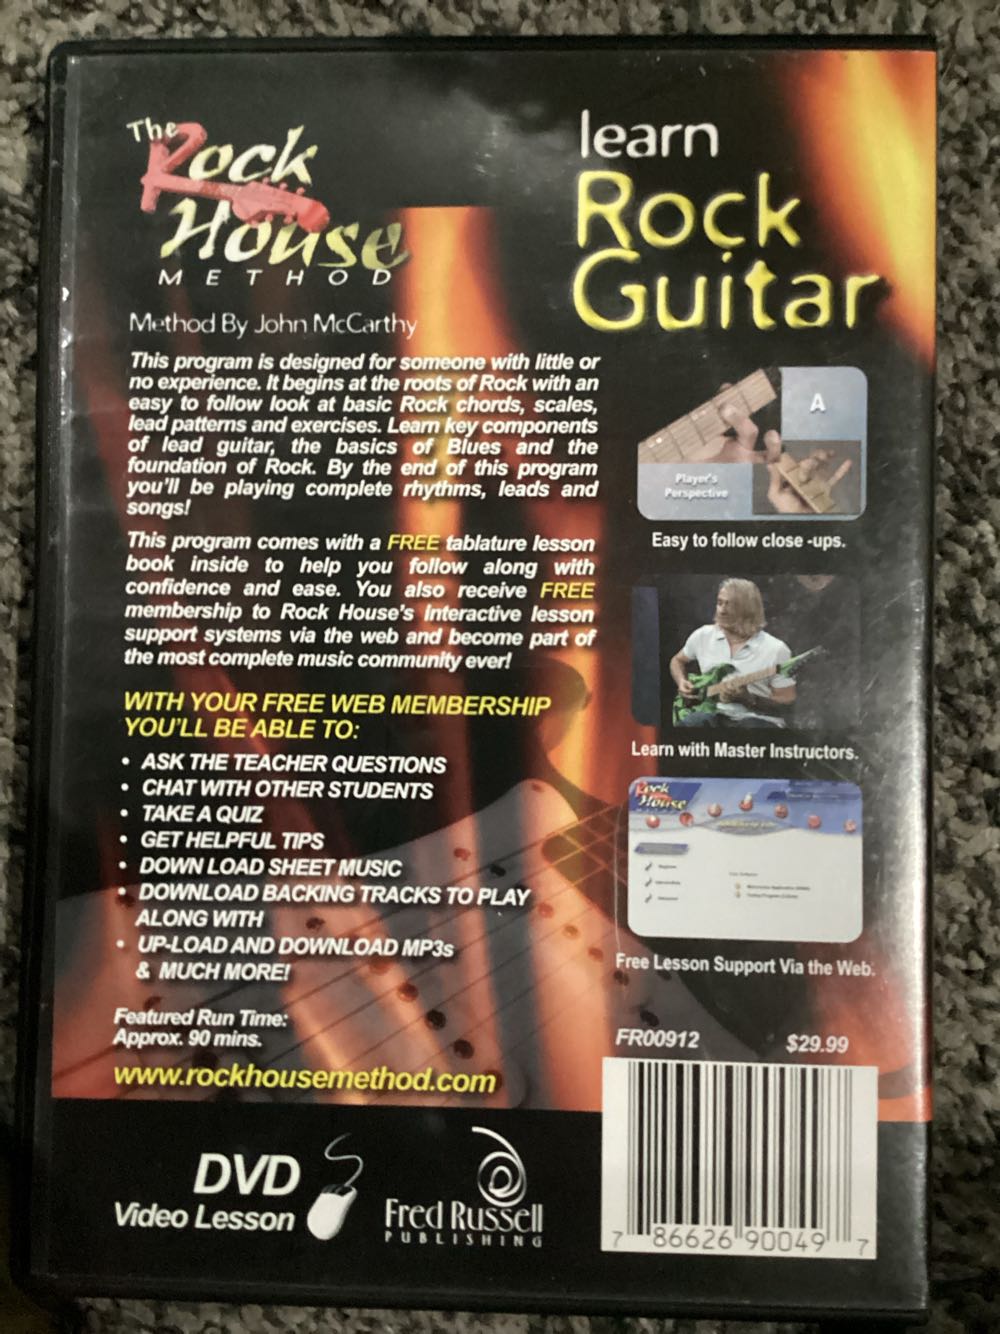 The
Rock
House
METHOD
Method By John McCarthy
This program is designed for someone with little or
no experience. It begins at the roots of Rock with an
easy to follow look at basic Rock chords, scales,
lead patterns and exercises. Learn key components
of lead guitar, the basics of Blues and the
foundation of Rock. By the end of this program
you'll be playing complete rhythms, leads and
songs!
This program comes with a FREE tablature lesson
book inside to help you follow along with
confidence and ease. You also receive FREE
membership to Rock House's interactive lesson
support systems via the web and become part of
the most complete music community ever!
WITH YOUR FREE WEB MEMBERSHIP
YOU'LL BE ABLE TO:
• ASK THE TEACHER QUESTIONS
• CHAT WITH OTHER STUDENTS
• TAKE A QUIZ
• GET HELPFUL TIPS
• DOWN LOAD SHEET MUSIC
• DOWNLOAD BACKING TRACKS TO PLAY
ALONG WITH
• UP-LOAD AND DOWNLOAD MP3s
& MUCH MORE!
Featured Run Time:
Approx. 90 mins.
www.rockhousemethod.com
DVD
Video Lesson
Fred Russell
PUBLISHING
learn
Rock
Guitar
A
Player's
Perspective
Easy to follow close -ups.
Learn with Master Instructors.
Rock
House
Free Lesson Support Via the Web.
FR00912 $29.99
7 86626 90049 7